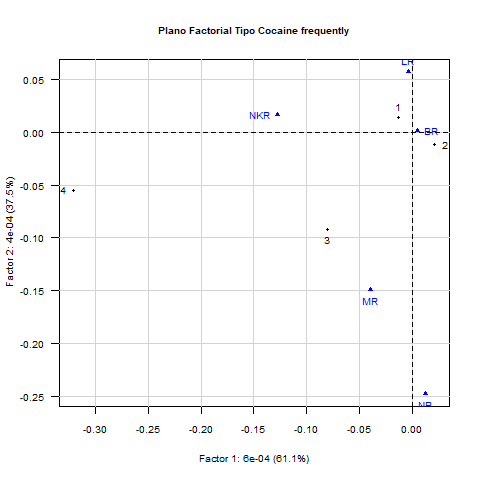 Plano Factorial Tipo Cocaine frequently
LR
NKR
1
BR
2
4
3
MR
NR
0.05
0.00
-0.05
-0.10
-0.15
-0.20
-0.25
Factor 2: 4e-04 (37.5%)
-0.30
-0.25
-0.20
-0.15
-0.10
-0.05
0.00
Factor 1: 6e-04 (61.1%)